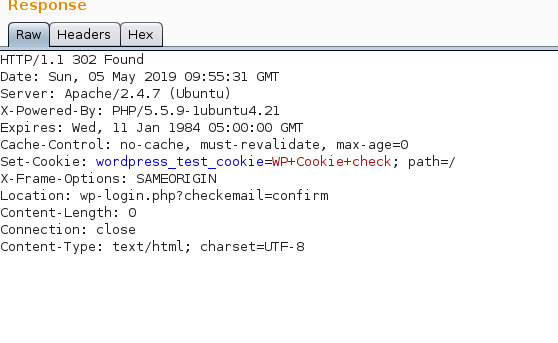 Response
Raw Headers Hex
HTTP/1.1 302 Found
Date: Sun, 05 May 2019 09:55:31 GMT
Server: Apache/2.4.7 (Ubuntu)
X-Powered-By: PHP/5.5.9-1ubuntu4.21
Expires: Wed, 11 Jan 1984 05:00:00 GMT
Cache-Control: no-cache, must-revalidate, max-age=0
Set-Cookie: wordpress_test_cookie=WP+Cookie+check; path=/
X-Frame-Options: SAMEORIGIN
Location: wp-login.php?checkemail=confirm
Content-Length: 0
Connection: close
Content-Type: text/html; charset=UTF-8